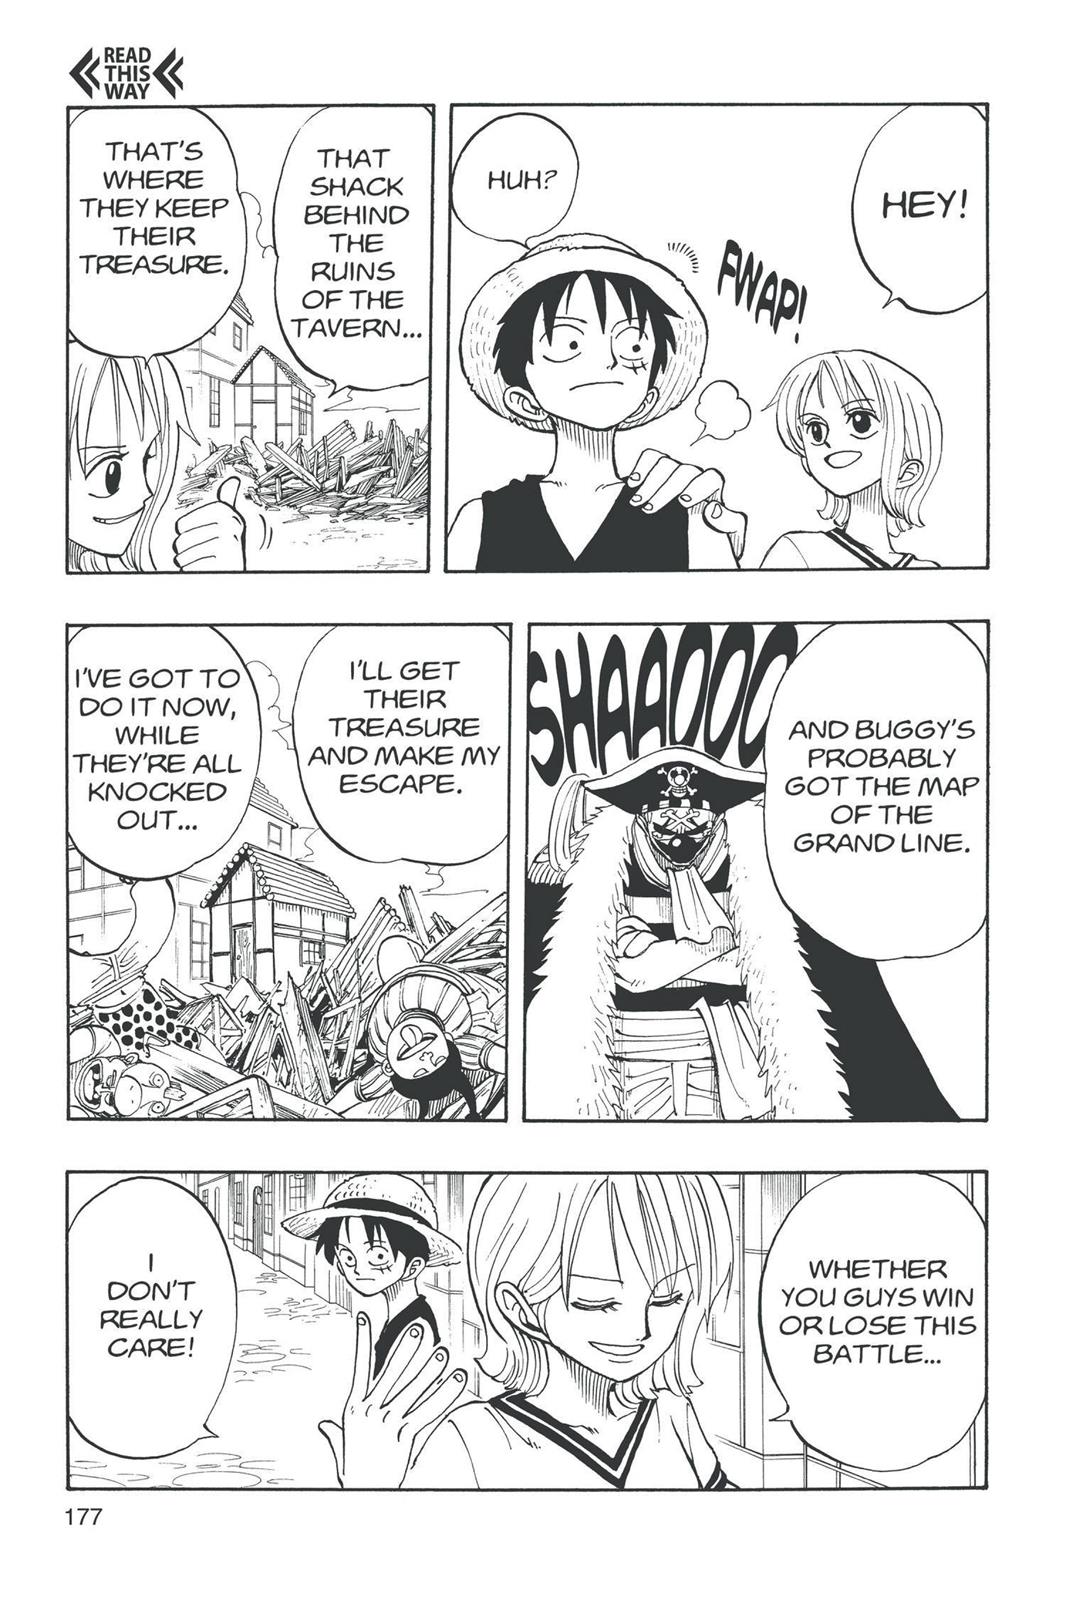 READ
THIS
WAY
HEY!
FWAP!
HUH?
THAT
SHACK
BEHIND
THE
RUINS
OF THE
TAVERN...
THAT'S
WHERE
THEY KEEP
THEIR
TREASURE.
AND BUGGY'S
PROBABLY
GOT THE MAP
OF THE
GRAND LINE.
SHAAOOO
I'LL GET
THEIR
TREASURE
AND MAKE MY
ESCAPE.
I'VE GOT TO
DO IT NOW,
WHILE
THEY'RE ALL
KNOCKED
OUT...
WHETHER
YOU GUYS WIN
OR LOSE THIS
BATTLE...
I
DON'T
REALLY
CARE!
177